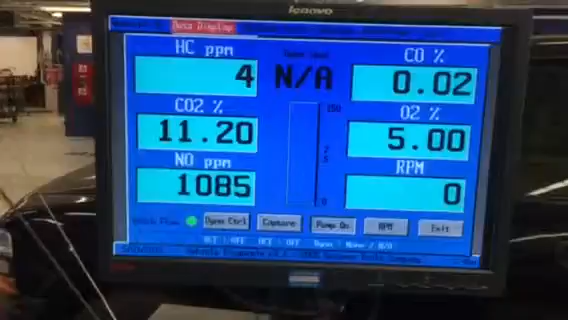 lenovo
Data Display
HC ppm
4
N/A
CO %
0.02
150
CO2 %
11.20
O2 %
5.00
NO ppm
1085
RPM
0
0
Dyno Ctrl
Capture
Pump On
RPM
Exit